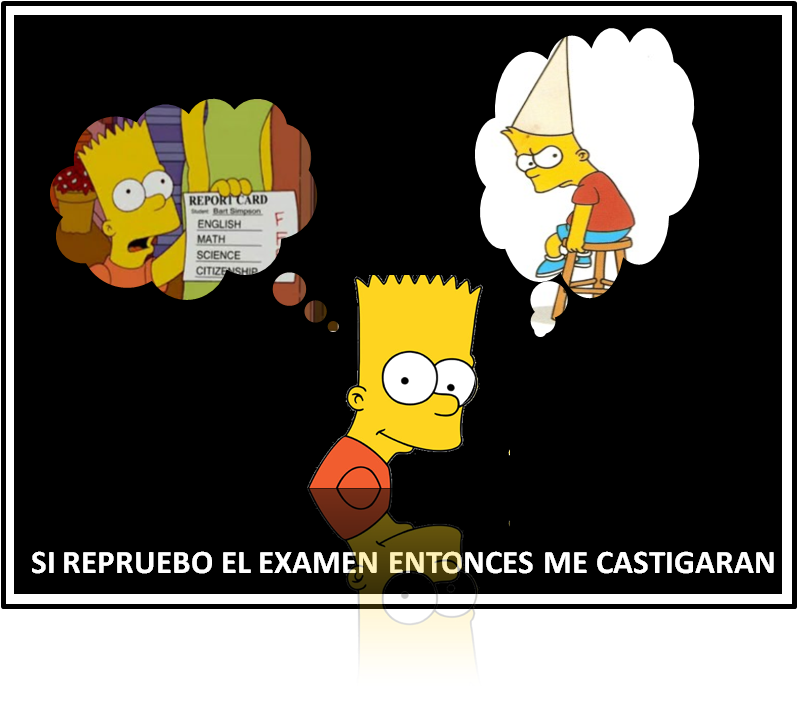 REPORT CARD
Student: Bart Simpson
ENGLISH F
MATH F
SCIENCE
CITIZENSHIP
SI REPRUEBO EL EXAMEN ENTONCES ME CASTIGARAN